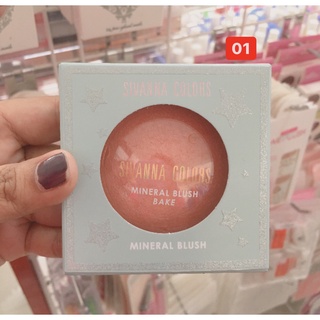 01
SIVANNA COLORS
SIVANNA COLORS
MINERAL BLUSH
BAKE
MINERAL BLUSH